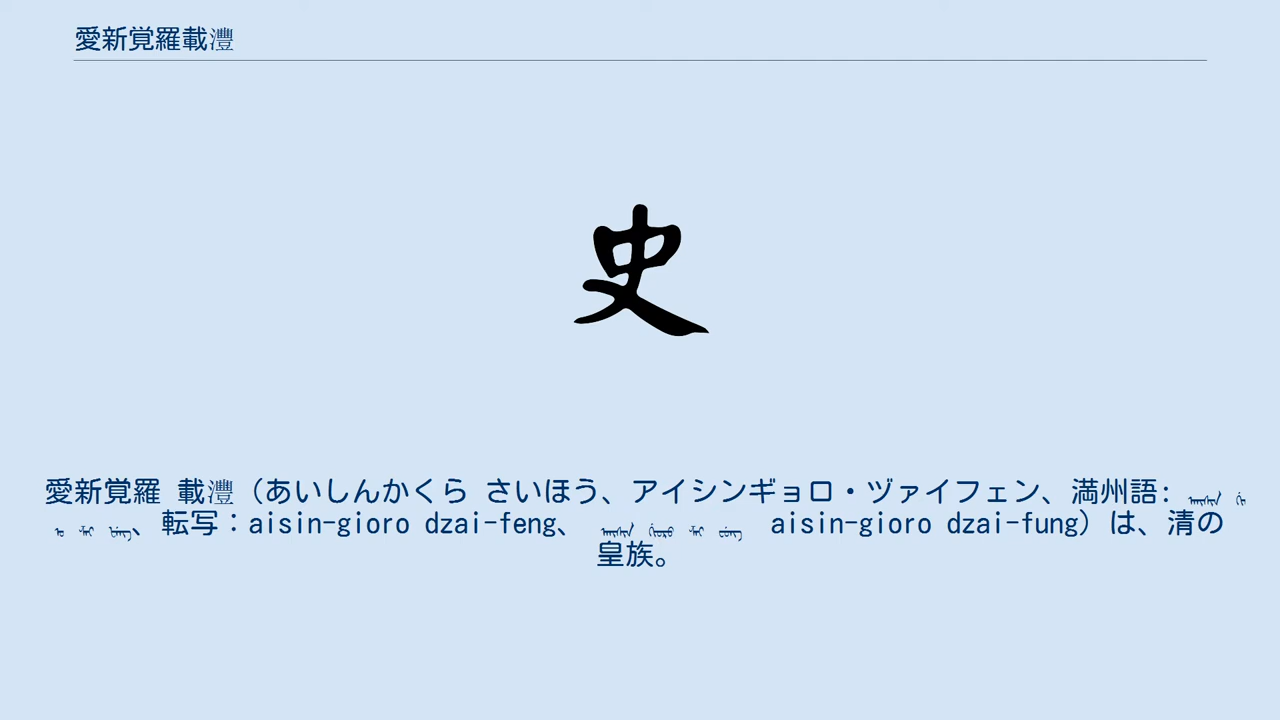 愛新覚羅載灃
史
愛新覚羅 載灃（あいしんかくら さいほう、アイシンギョロ・ヅァイフェン、満州語:
、転写：aisin-gioro dzai-feng、 aisin-gioro dzai-fung）は、清の
皇族。